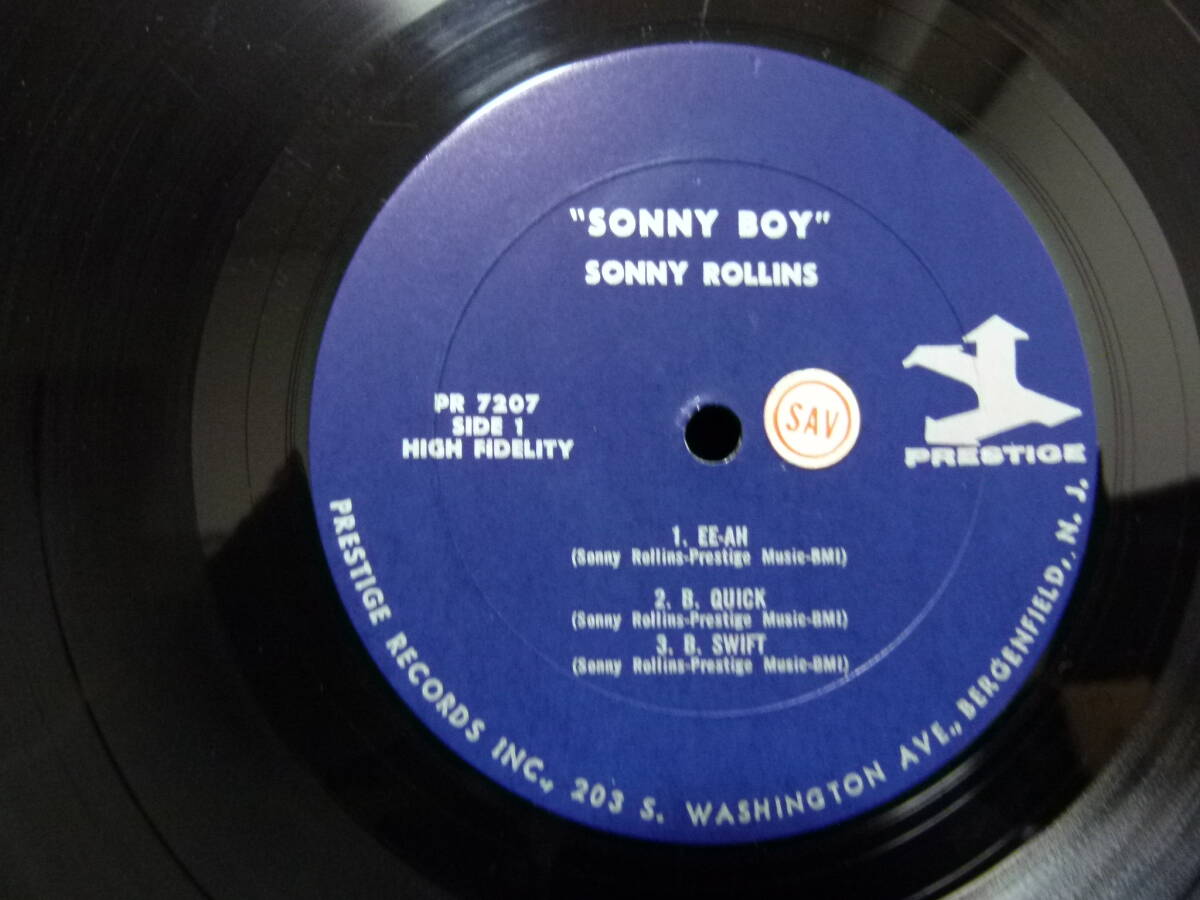 "SONNY BOY"
SONNY ROLLINS
PR 7207
SIDE 1
HIGH FIDELITY
SAV
PRESTIGE
1. EE-AH
(Sonny Rollins-Prestige Music-BMI)
2. B. QUICK
(Sonny Rollins-Prestige Music-BMI)
3. B. SWIFT
(Sonny Rollins-Prestige Music-BMI)
PRESTIGE RECORDS INC., 203 S. WASHINGTON AVE., BERGENFIELD, N. J.